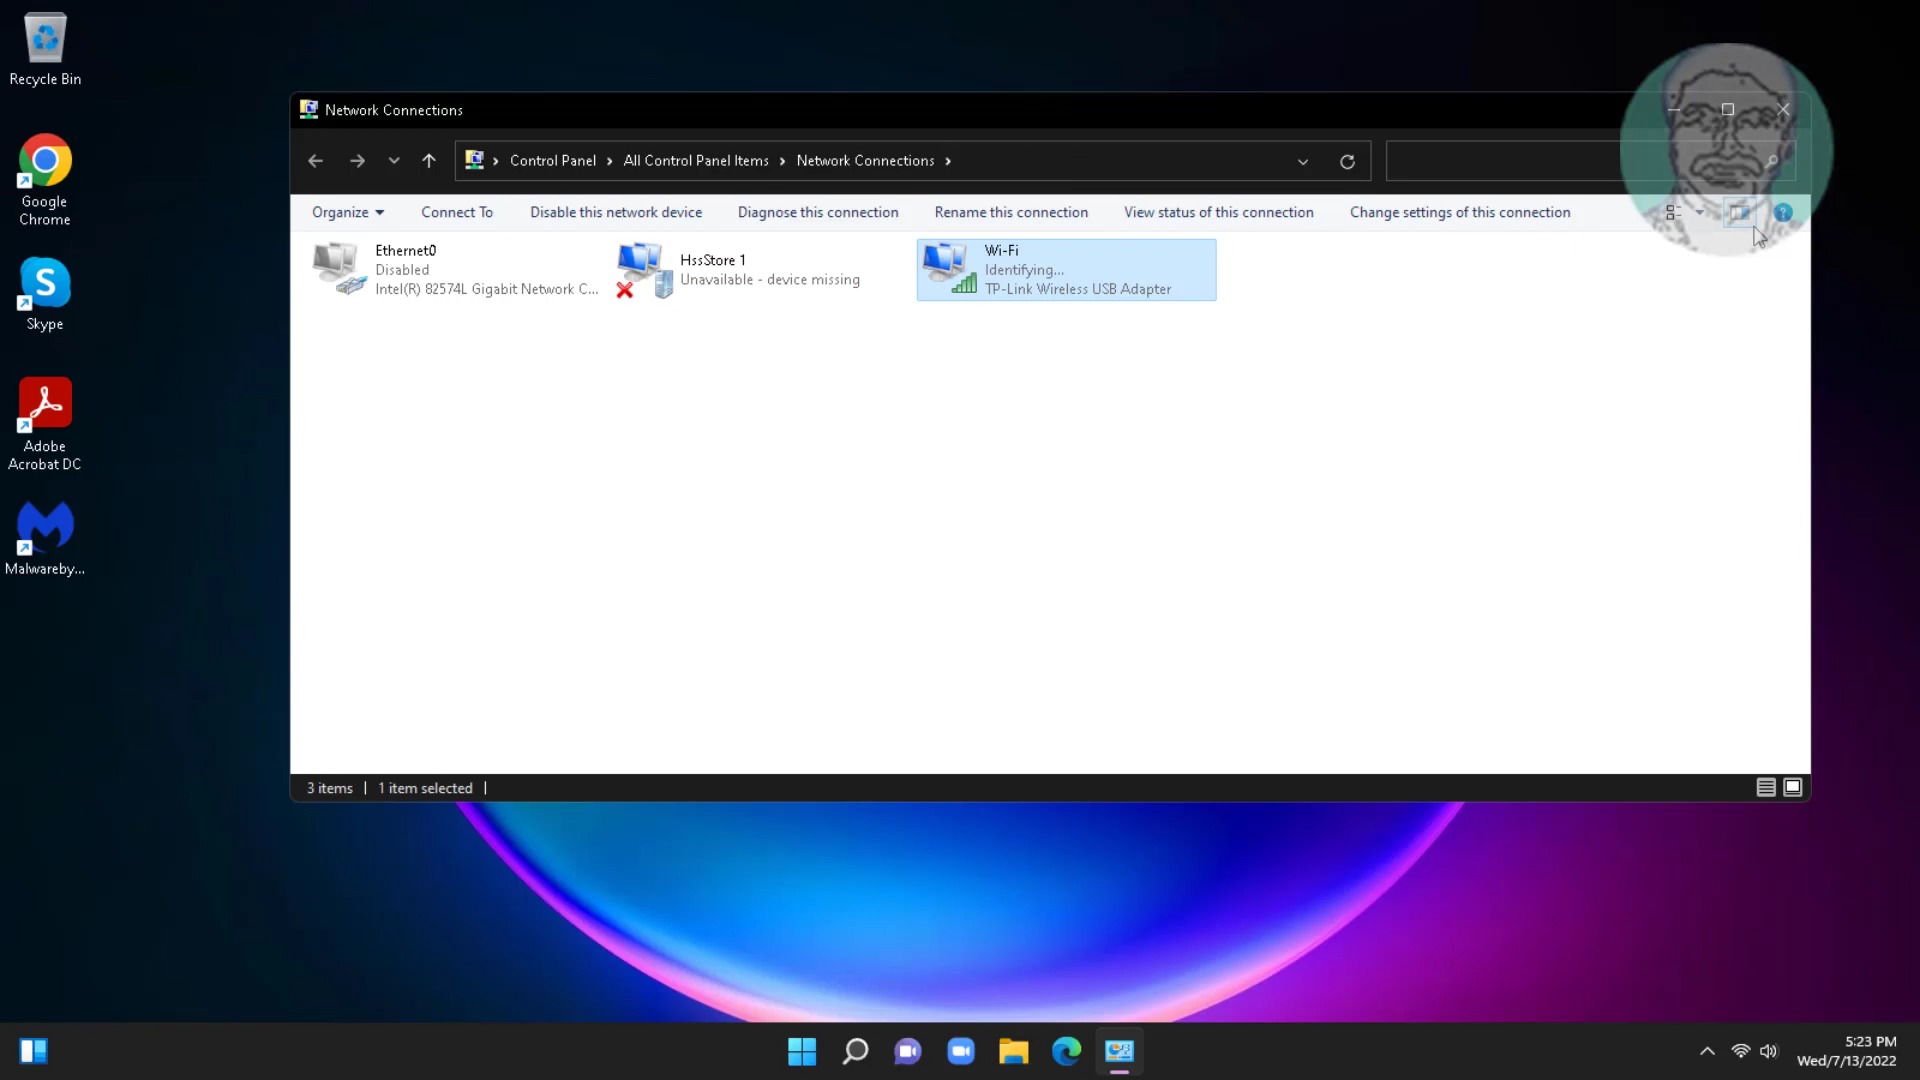 Recycle Bin
Google
Chrome
Skype
Adobe
Acrobat DC
Malwareby...
Network Connections
Control Panel
All Control Panel Items
Network Connections
Organize
Connect To
Disable this network device
Diagnose this connection
Rename this connection
View status of this connection
Change settings of this connection
Ethernet0
Disabled
Intel(R) 82574L Gigabit Network C...
HssStore 1
Unavailable - device missing
Wi-Fi
Identifying...
TP-Link Wireless USB Adapter
3 items
1 item selected
5:23 PM
Wed/7/13/2022